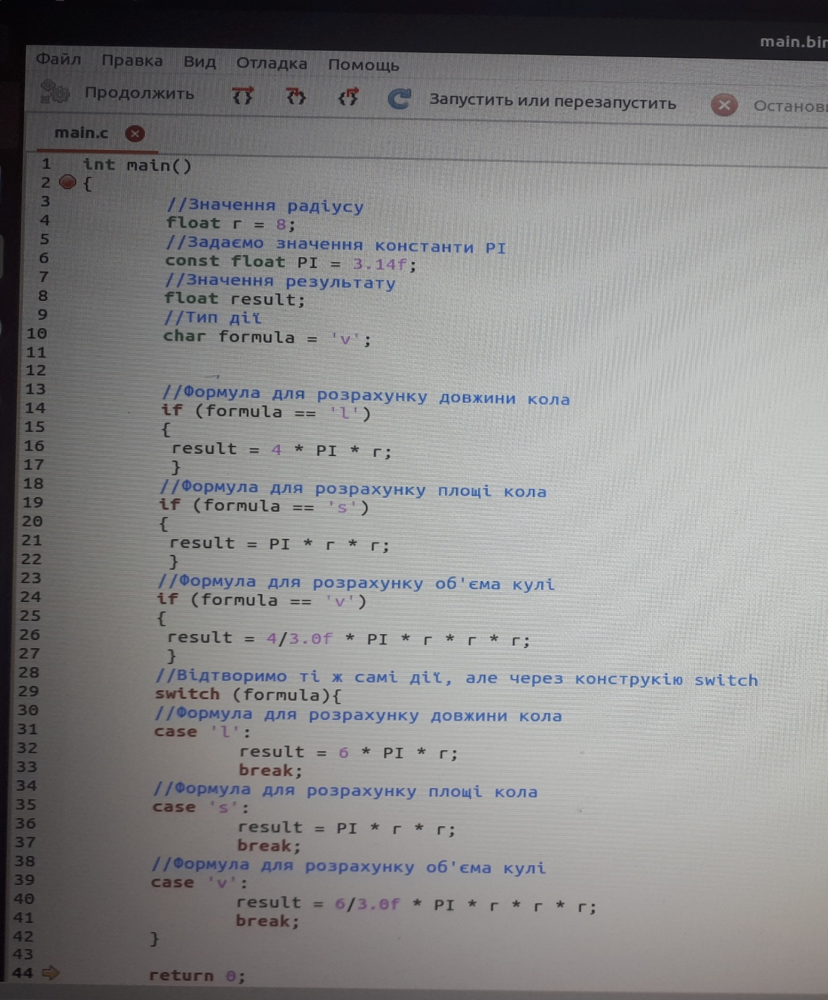 main.bin
Файл Правка Вид Отладка Помощь
Продолжить Запустить или перезапустить
main.c
1 int main()
2 {
3 //Значення радіусу
4 float r = 8;
5 //Задаємо значення константи PI
6 const float PI = 3.14f;
7 //Значення результату
8 float result;
9 //Тип дії
10 char formula = 'v';
11
12
13 //Формула для розрахунку довжини кола
14 if (formula == 'l')
15 {
16 result = 4 * PI * r;
17 }
18 //Формула для розрахунку площі кола
19 if (formula == 's')
20 {
21 result = PI * r * r;
22 }
23 //Формула для розрахунку об'єма кулі
24 if (formula == 'v')
25 {
26 result = 4/3.0f * PI * r * r * r;
27 }
28 //Відтворимо ті ж самі дії, але через конструкію switch
29 switch (formula){
30 //Формула для розрахунку довжини кола
31 case 'l':
32 result = 6 * PI * r;
33 break;
34 //Формула для розрахунку площі кола
35 case 's':
36 result = PI * r * r;
37 break;
38 //Формула для розрахунку об'єма кулі
39 case 'v':
40 result = 6/3.0f * PI * r * r * r;
41 break;
42 }
43
44 return 0;